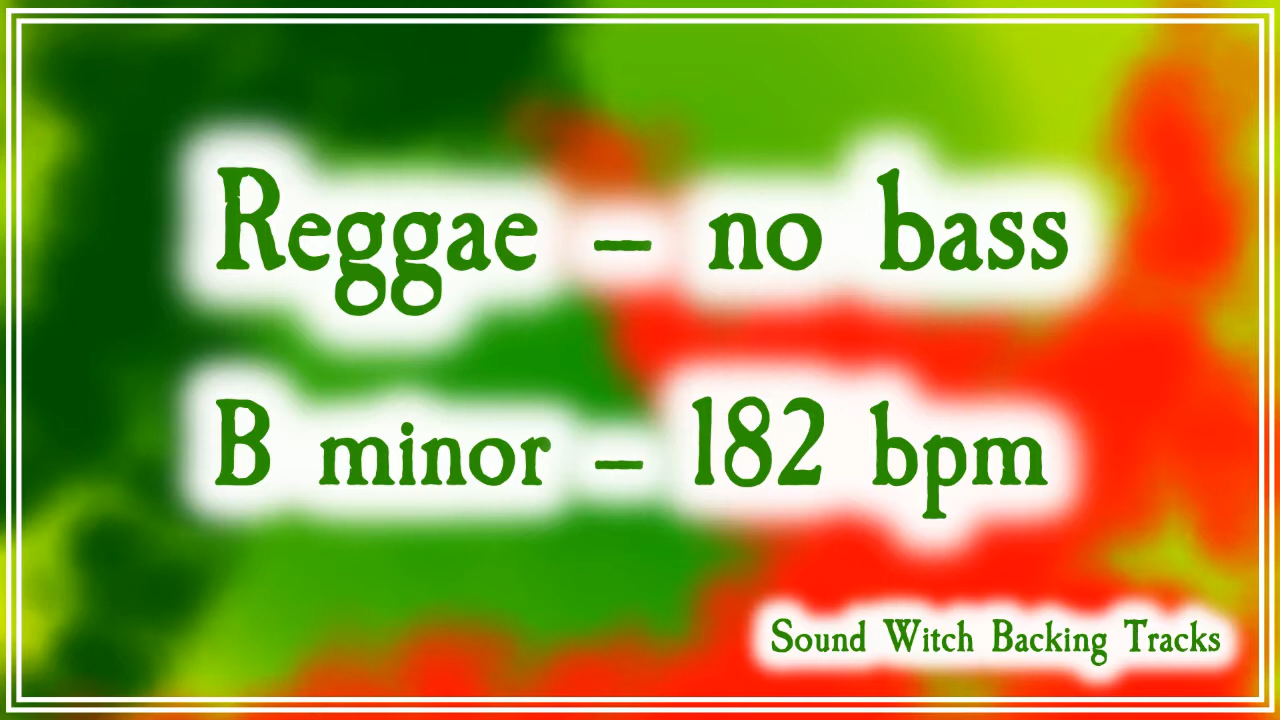 Reggae – no bass
B minor – 182 bpm
Sound Witch Backing Tracks